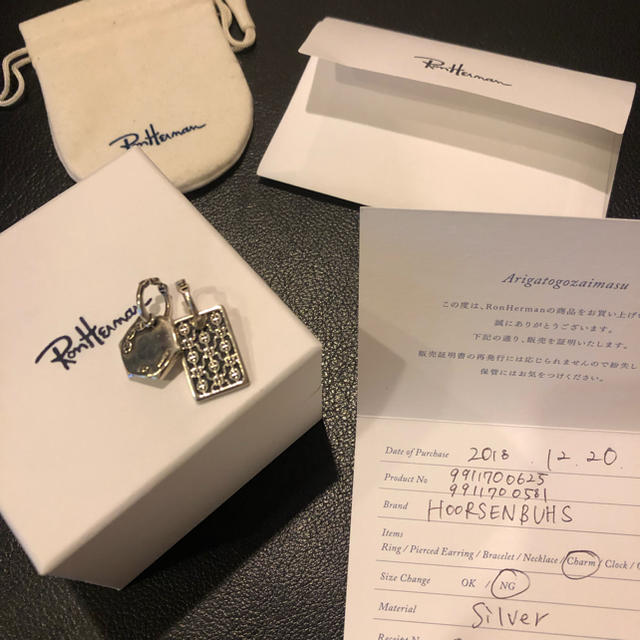 RonHerman
RonHerman
RonHerman
Arigatogozaimasu
この度は、RonHermanの商品をお買い上げい
誠にありがとうございます。
下記の通り、販売を証明いたします。
販売証明書の再発行には応じられませんので紛失し
保管にはお気をつけください。
Date of Purchase 2018 . 12 . 20
Product No 9911700625
9911700581
Brand HOORSENBUHS
Items
Ring / Pierced Earring / Bracelet / Necklace / Charm / Clock /
Size Change OK / NG
Material Silver
Receipt N